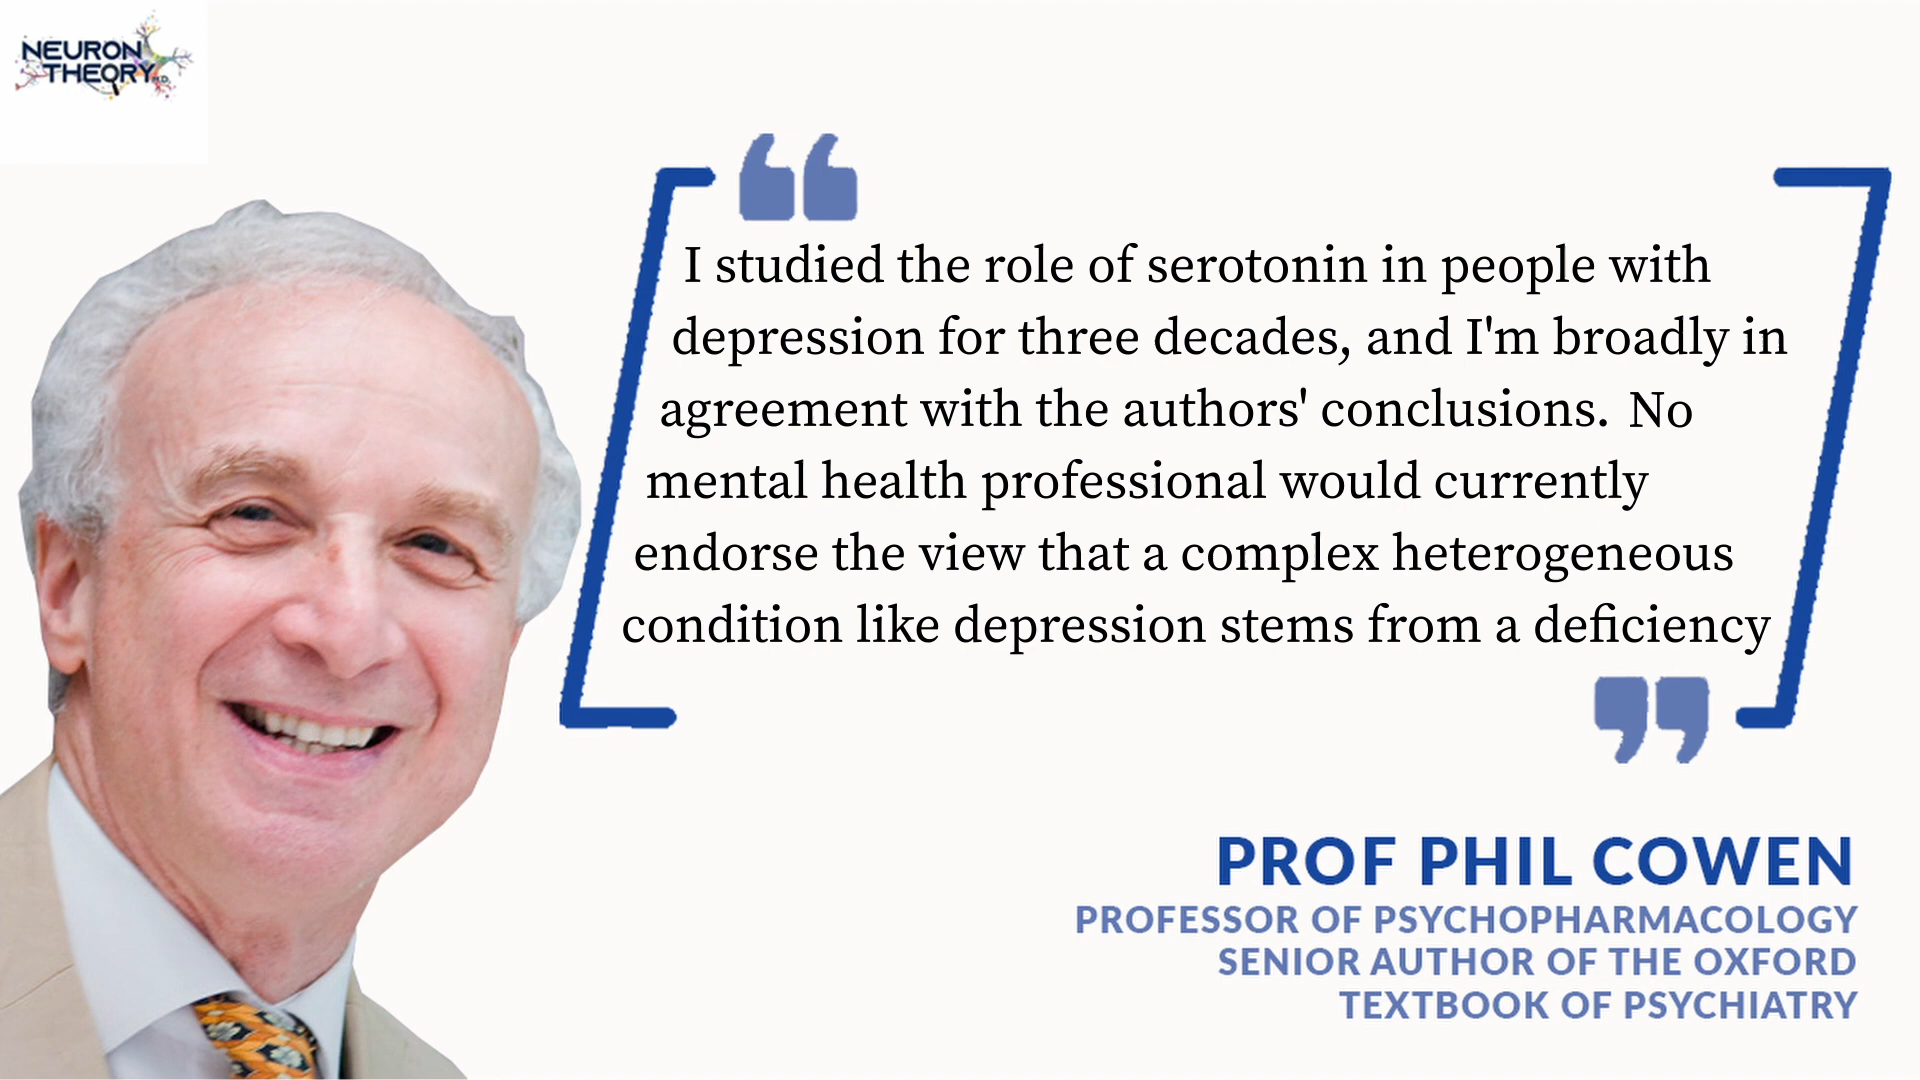 NEURON
THEORY M.D.
I studied the role of serotonin in people with
depression for three decades, and I'm broadly in
agreement with the authors' conclusions. No
mental health professional would currently
endorse the view that a complex heterogeneous
condition like depression stems from a deficiency
PROF PHIL COWEN
PROFESSOR OF PSYCHOPHARMACOLOGY
SENIOR AUTHOR OF THE OXFORD
TEXTBOOK OF PSYCHIATRY